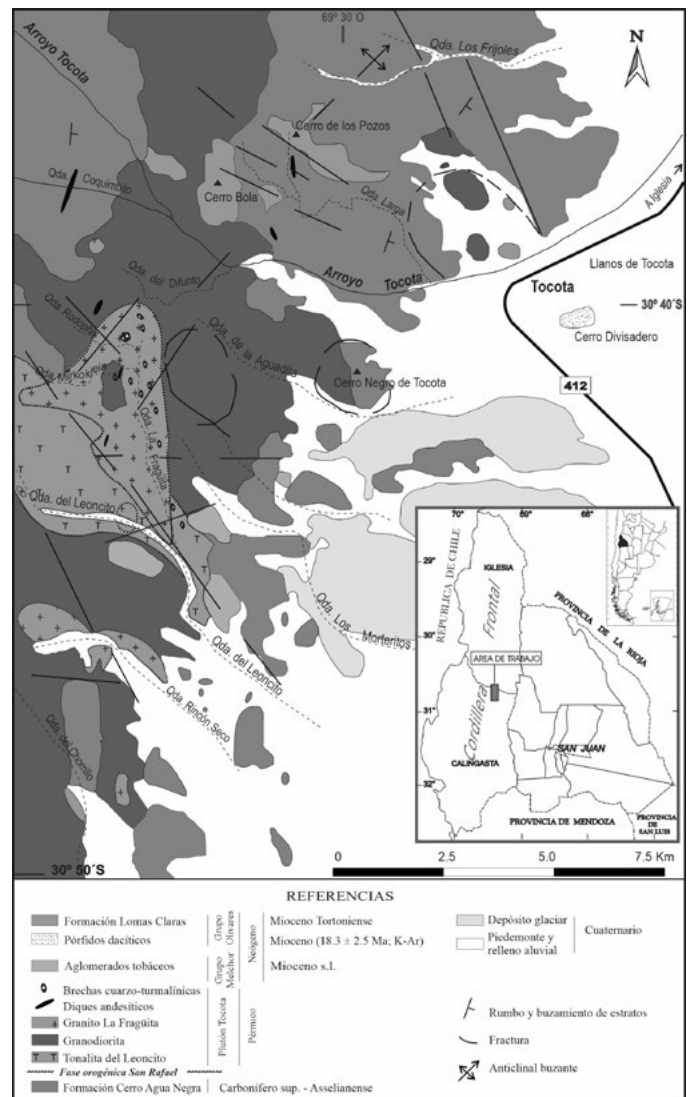 69° 30 O
Qda. Los Frijoles
N
Arroyo Tocota
Cerro de los Pozos
Qda. Coquimbito
Cerro Bola
Qda. Larga
A Iglesia
Arroyo Tocota
Llanos de Tocota
Qda. del Difunto
Tocota
30° 40´S
Qda Rodophis
Cerro Divisadero
Qda. de la Aguadita
Cerro Negro de Tocota
412
Qda. La Fragüita
Qda. del Leoncito
Qda. Los Morteritos
Qda. del Leoncito
Qda. Rincón Seco
Qda. del Chorrillo
30° 50´S
70°
69°
68°
29°
30°
31°
32°
REPUBLICA DE CHILE
IGLESIA
Frontal
PROVINCIA DE LA RIOJA
AREA DE TRABAJO
Cordillera
SAN JUAN
CALINGASTA
PROVINCIA DE MENDOZA
PROVINCIA DE SAN LUIS
0 2.5 5.0 7.5 Km
REFERENCIAS
Formación Lomas Claras
Pórfidos dacíticos
Grupo Olivares
Mioceno Tortoniense
Mioceno (18.3 ± 2.5 Ma; K-Ar)
Aglomerados tobáceos
Grupo Melchor
Mioceno s.l.
Neógeno
Brechas cuarzo-turmalínicas
Diques andesíticos
Granito La Fragüita
Granodiorita
Tonalita del Leoncito
Plutón Tocota
Pérmico
Fase orogénica San Rafael
Formación Cerro Agua Negra
Carbonífero sup. - Asselianense
Depósito glaciar
Piedemonte y
relleno aluvial
Cuaternario
Rumbo y buzamiento de estratos
Fractura
Anticlinal buzante